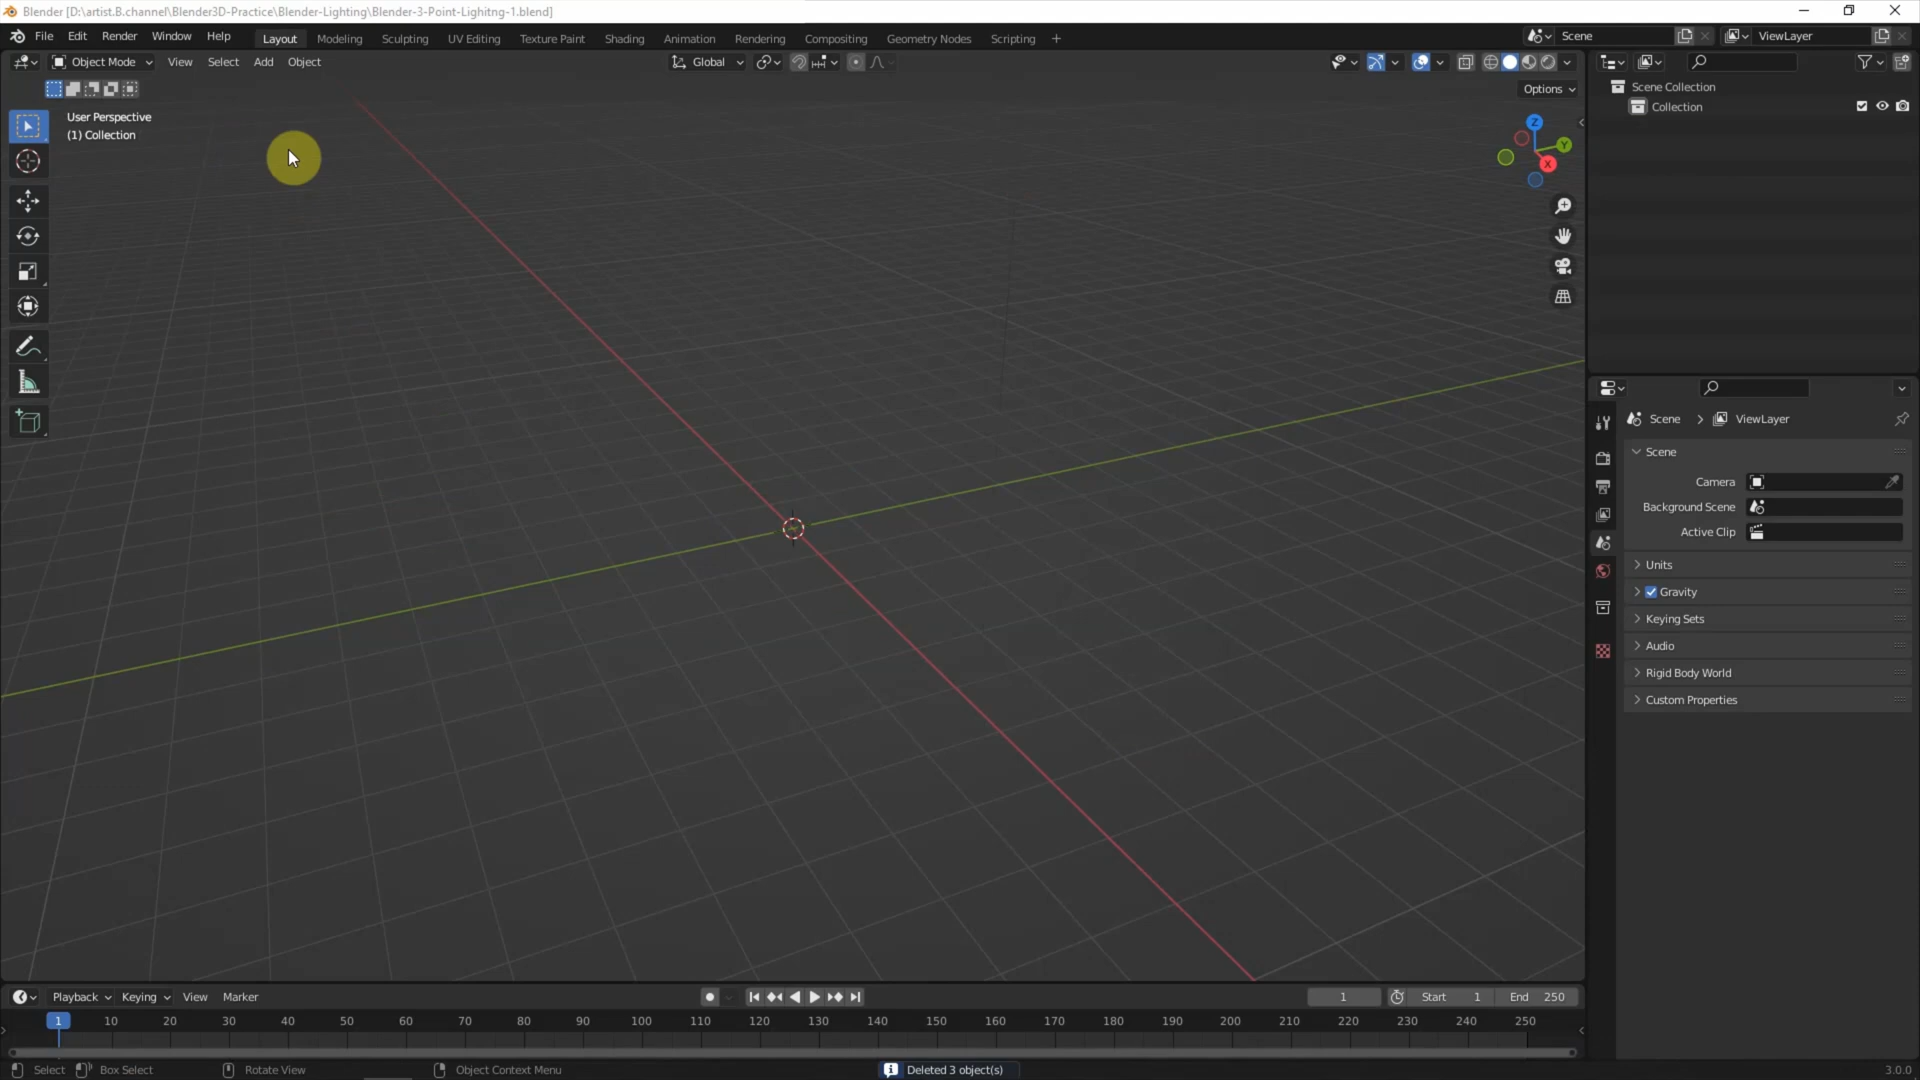 Blender [D:\artist.B.channel\Blender3D-Practice\Blender-Lighting\Blender-3-Point-Lighitng-1.blend]
File Edit Render Window Help Layout Modeling Sculpting UV Editing Texture Paint Shading Animation Rendering Compositing Geometry Nodes Scripting + Scene ViewLayer
Object Mode View Select Add Object Global
Options
User Perspective
(1) Collection
Z
Y
X
Scene Collection
Collection
Scene > ViewLayer
Scene
Camera
Background Scene
Active Clip
Units
Gravity
Keying Sets
Audio
Rigid Body World
Custom Properties
Playback Keying View Marker 1 Start 1 End 250
1 10 20 30 40 50 60 70 80 90 100 110 120 130 140 150 160 170 180 190 200 210 220 230 240 250
Select Box Select Rotate View Object Context Menu Deleted 3 object(s) 3.0.0